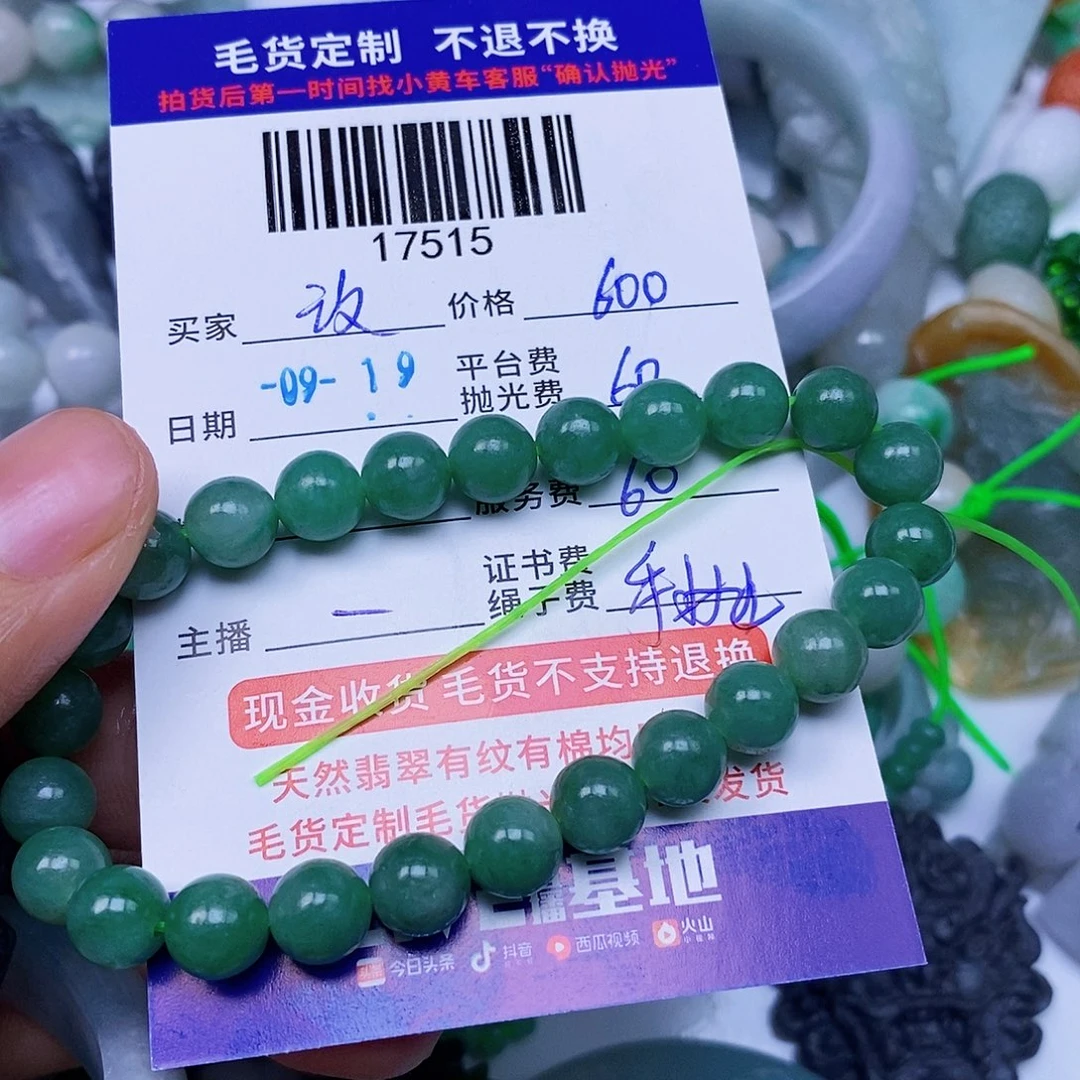 毛货定制 不退不换
拍货后第一时间找小黄车客服“确认抛光”
17515
买家 价格 600
日期 -09- 19 平台费
抛光费 60
服务费 60
证书费
绳子费
主播 一
现金收货 毛货不支持退换
天然翡翠有纹有棉均
毛货定制毛货 发货
播基地
今日头条 抖音 西瓜视频 火山